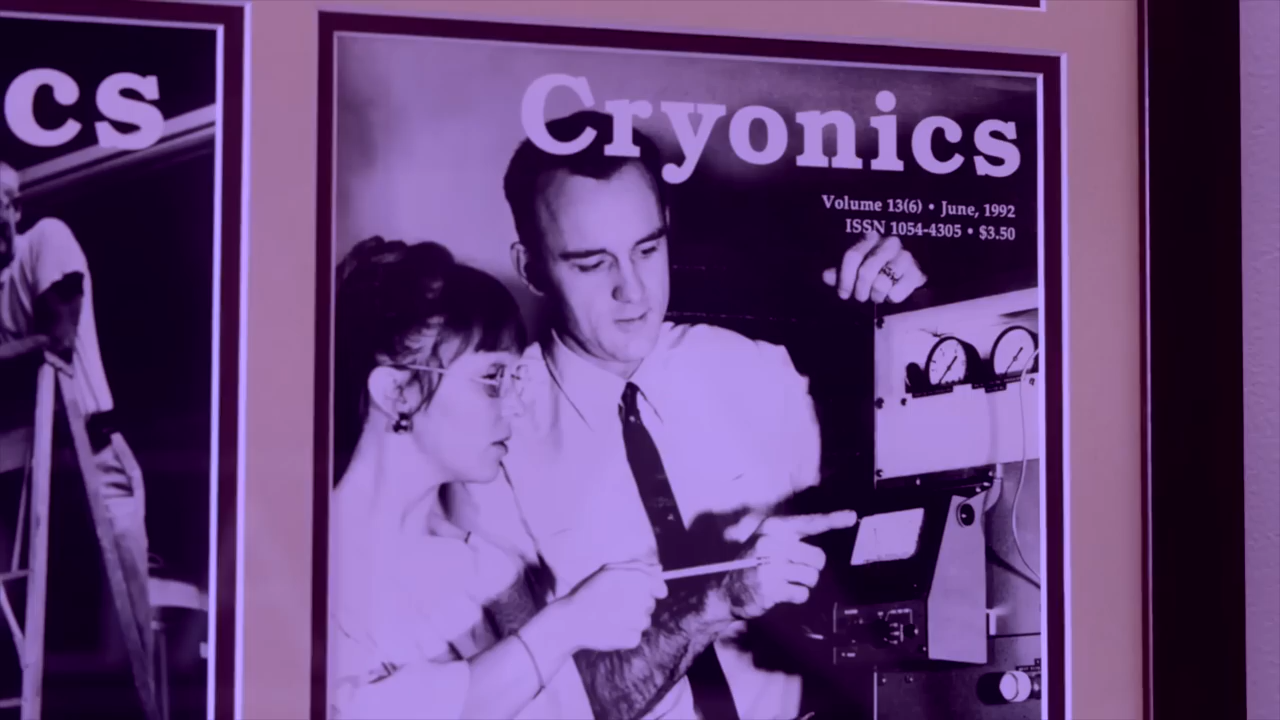 cs
Cryonics
Volume 13(6) • June, 1992
ISSN 1054-4305 • $3.50